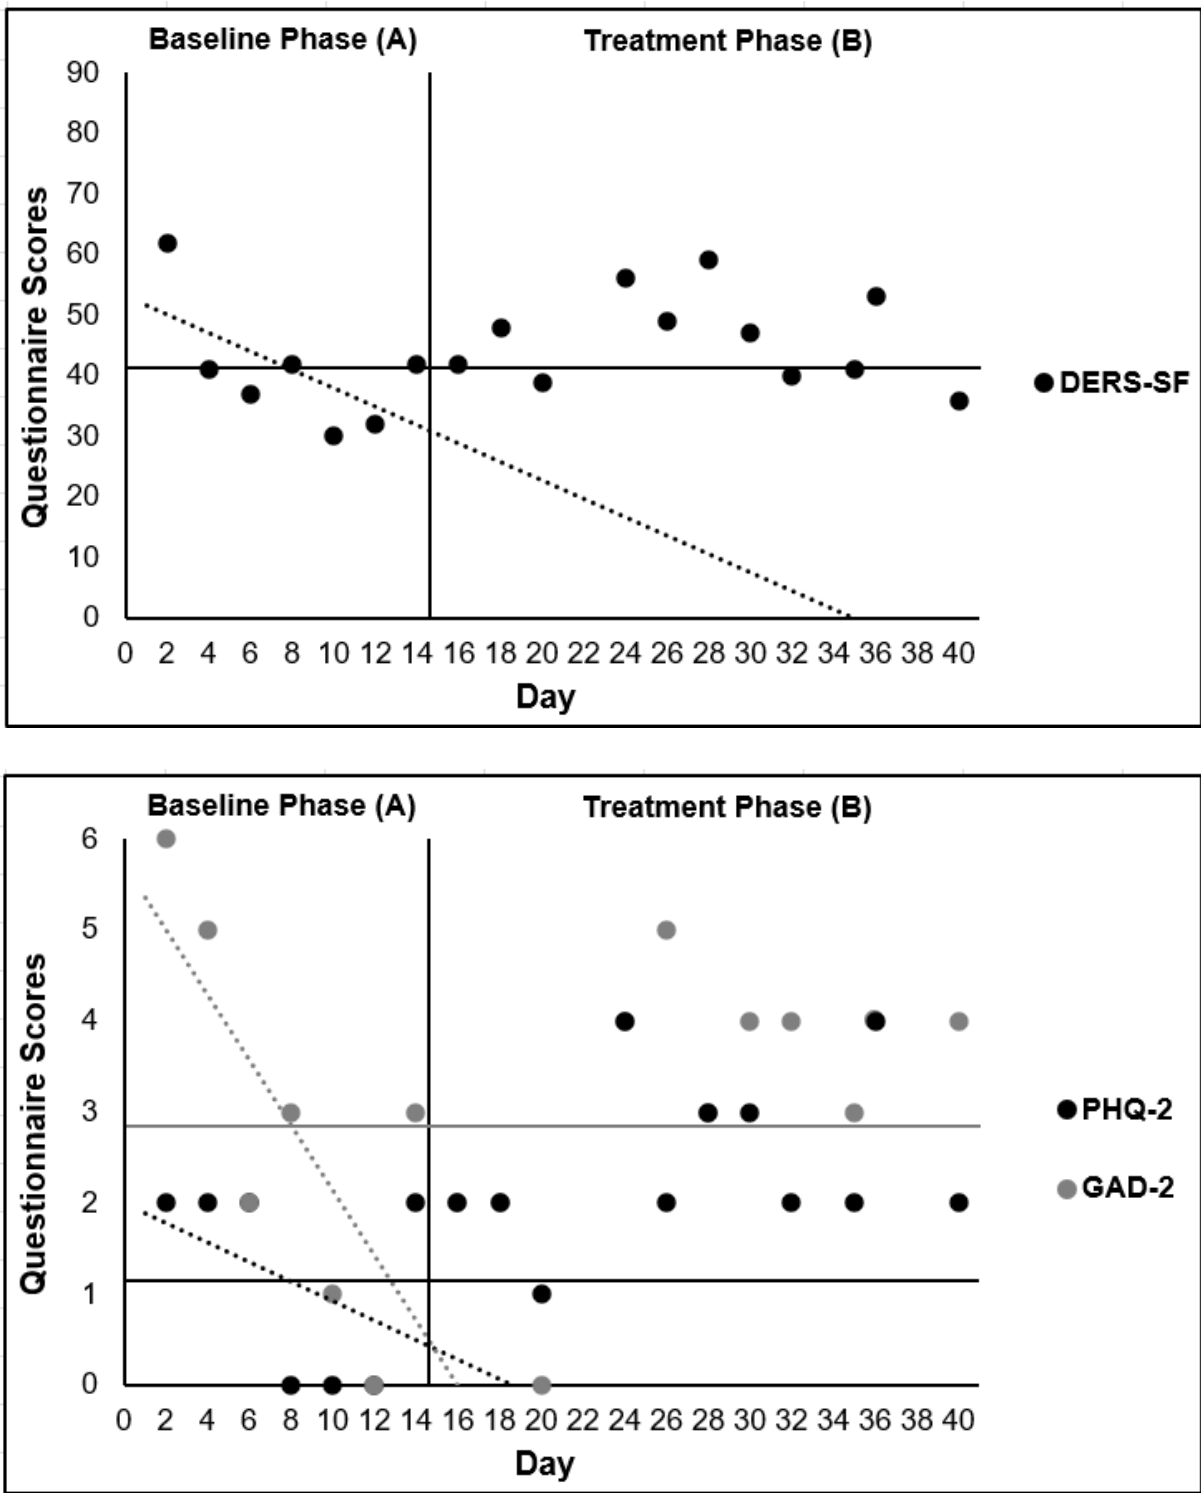 Baseline Phase (A) Treatment Phase (B)
90
80
70
60
50
40
30
20
10
0
Questionnaire Scores
DERS-SF
0 2 4 6 8 10 12 14 16 18 20 22 24 26 28 30 32 34 36 38 40
Day
Baseline Phase (A) Treatment Phase (B)
6
5
4
3
2
1
0
Questionnaire Scores
PHQ-2
GAD-2
0 2 4 6 8 10 12 14 16 18 20 22 24 26 28 30 32 34 36 38 40
Day